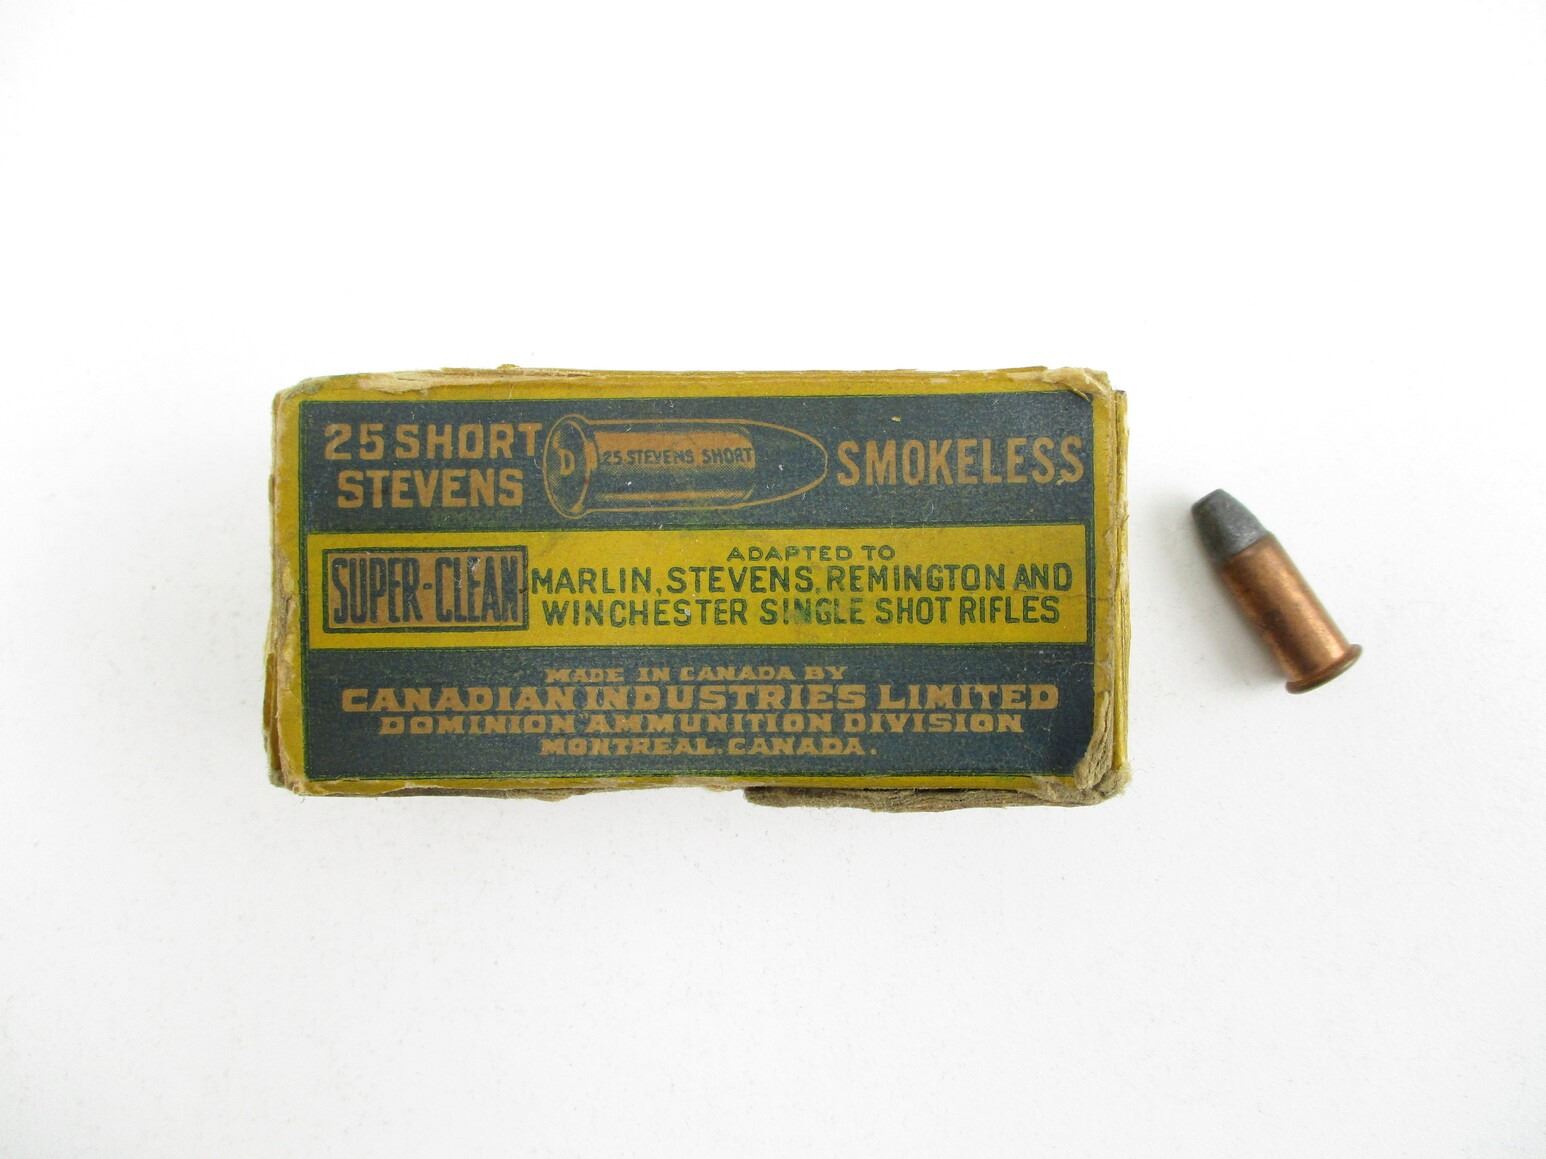 25 SHORT
STEVENS
D
25 STEVENS SHORT
SMOKELESS
SUPER-CLEAN
ADAPTED TO
MARLIN, STEVENS, REMINGTON AND
WINCHESTER SINGLE SHOT RIFLES
MADE IN CANADA BY
CANADIAN INDUSTRIES LIMITED
DOMINION AMMUNITION DIVISION
MONTREAL, CANADA.